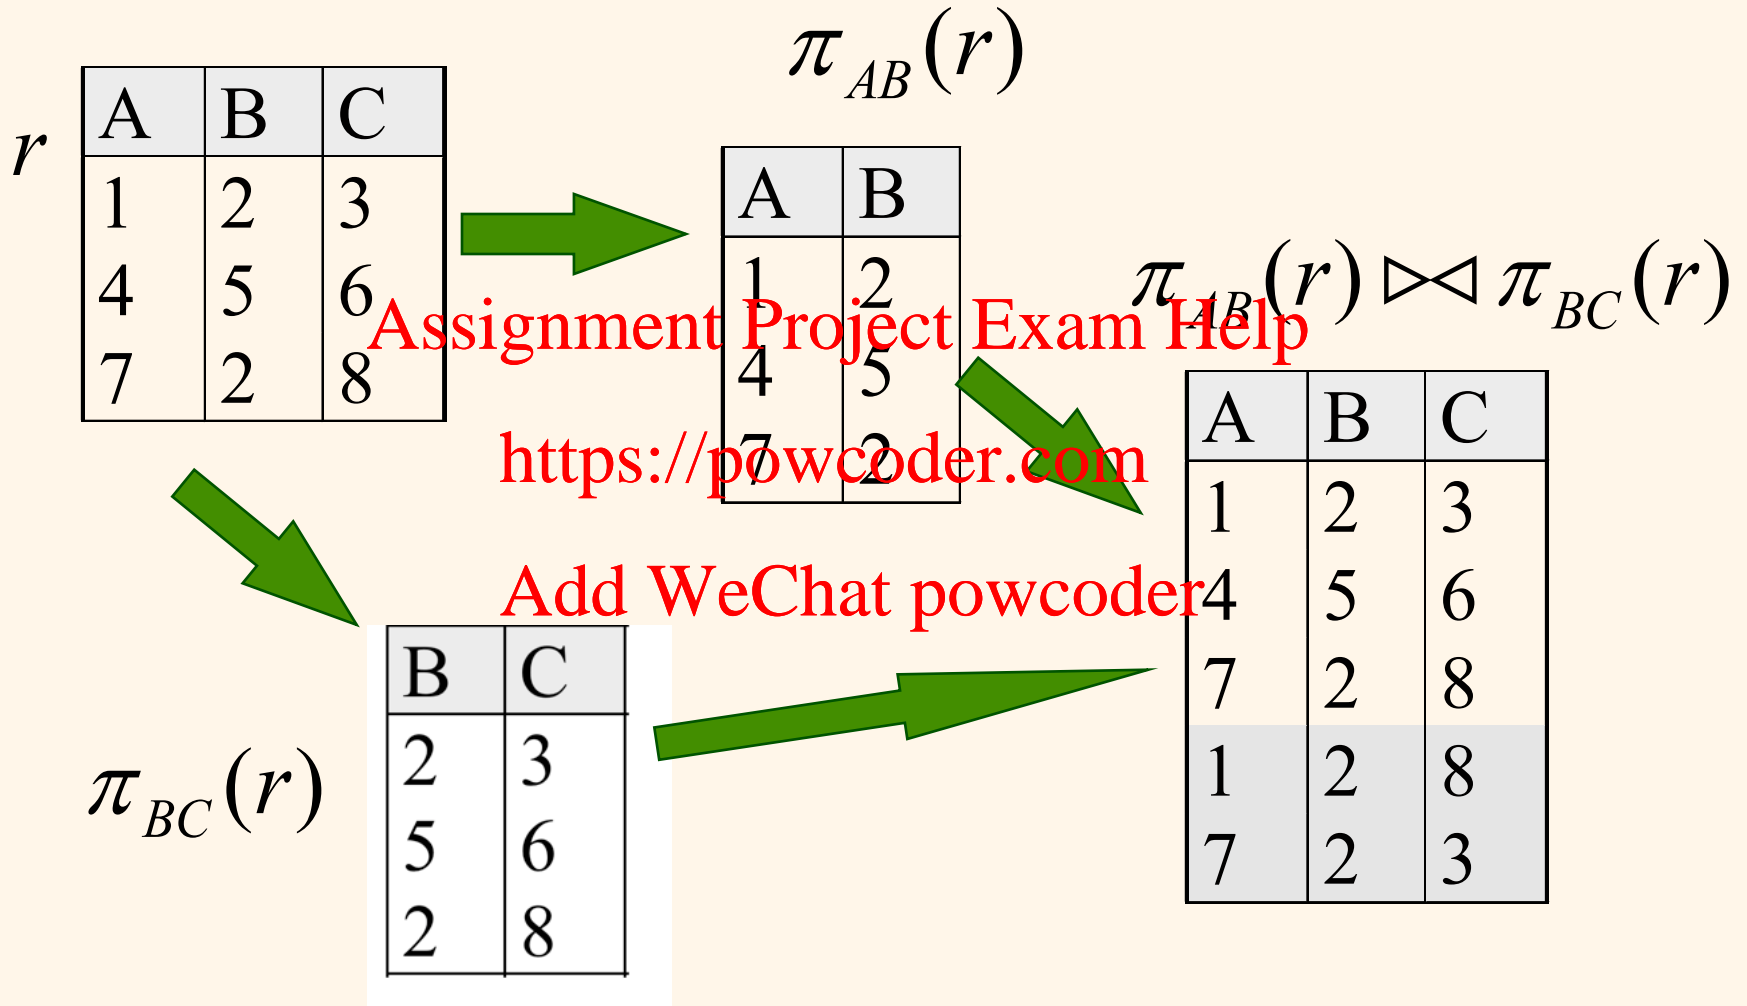 r
A B C
1 2 3
4 5 6
7 2 8
π_AB(r)
A B
1 2
4 5
7 2
π_BC(r)
B C
2 3
5 6
2 8
π_AB(r) ⋈ π_BC(r)
A B C
1 2 3
4 5 6
7 2 8
1 2 8
7 2 3
Assignment Project Exam Help
https://powcoder.com
Add WeChat powcoder